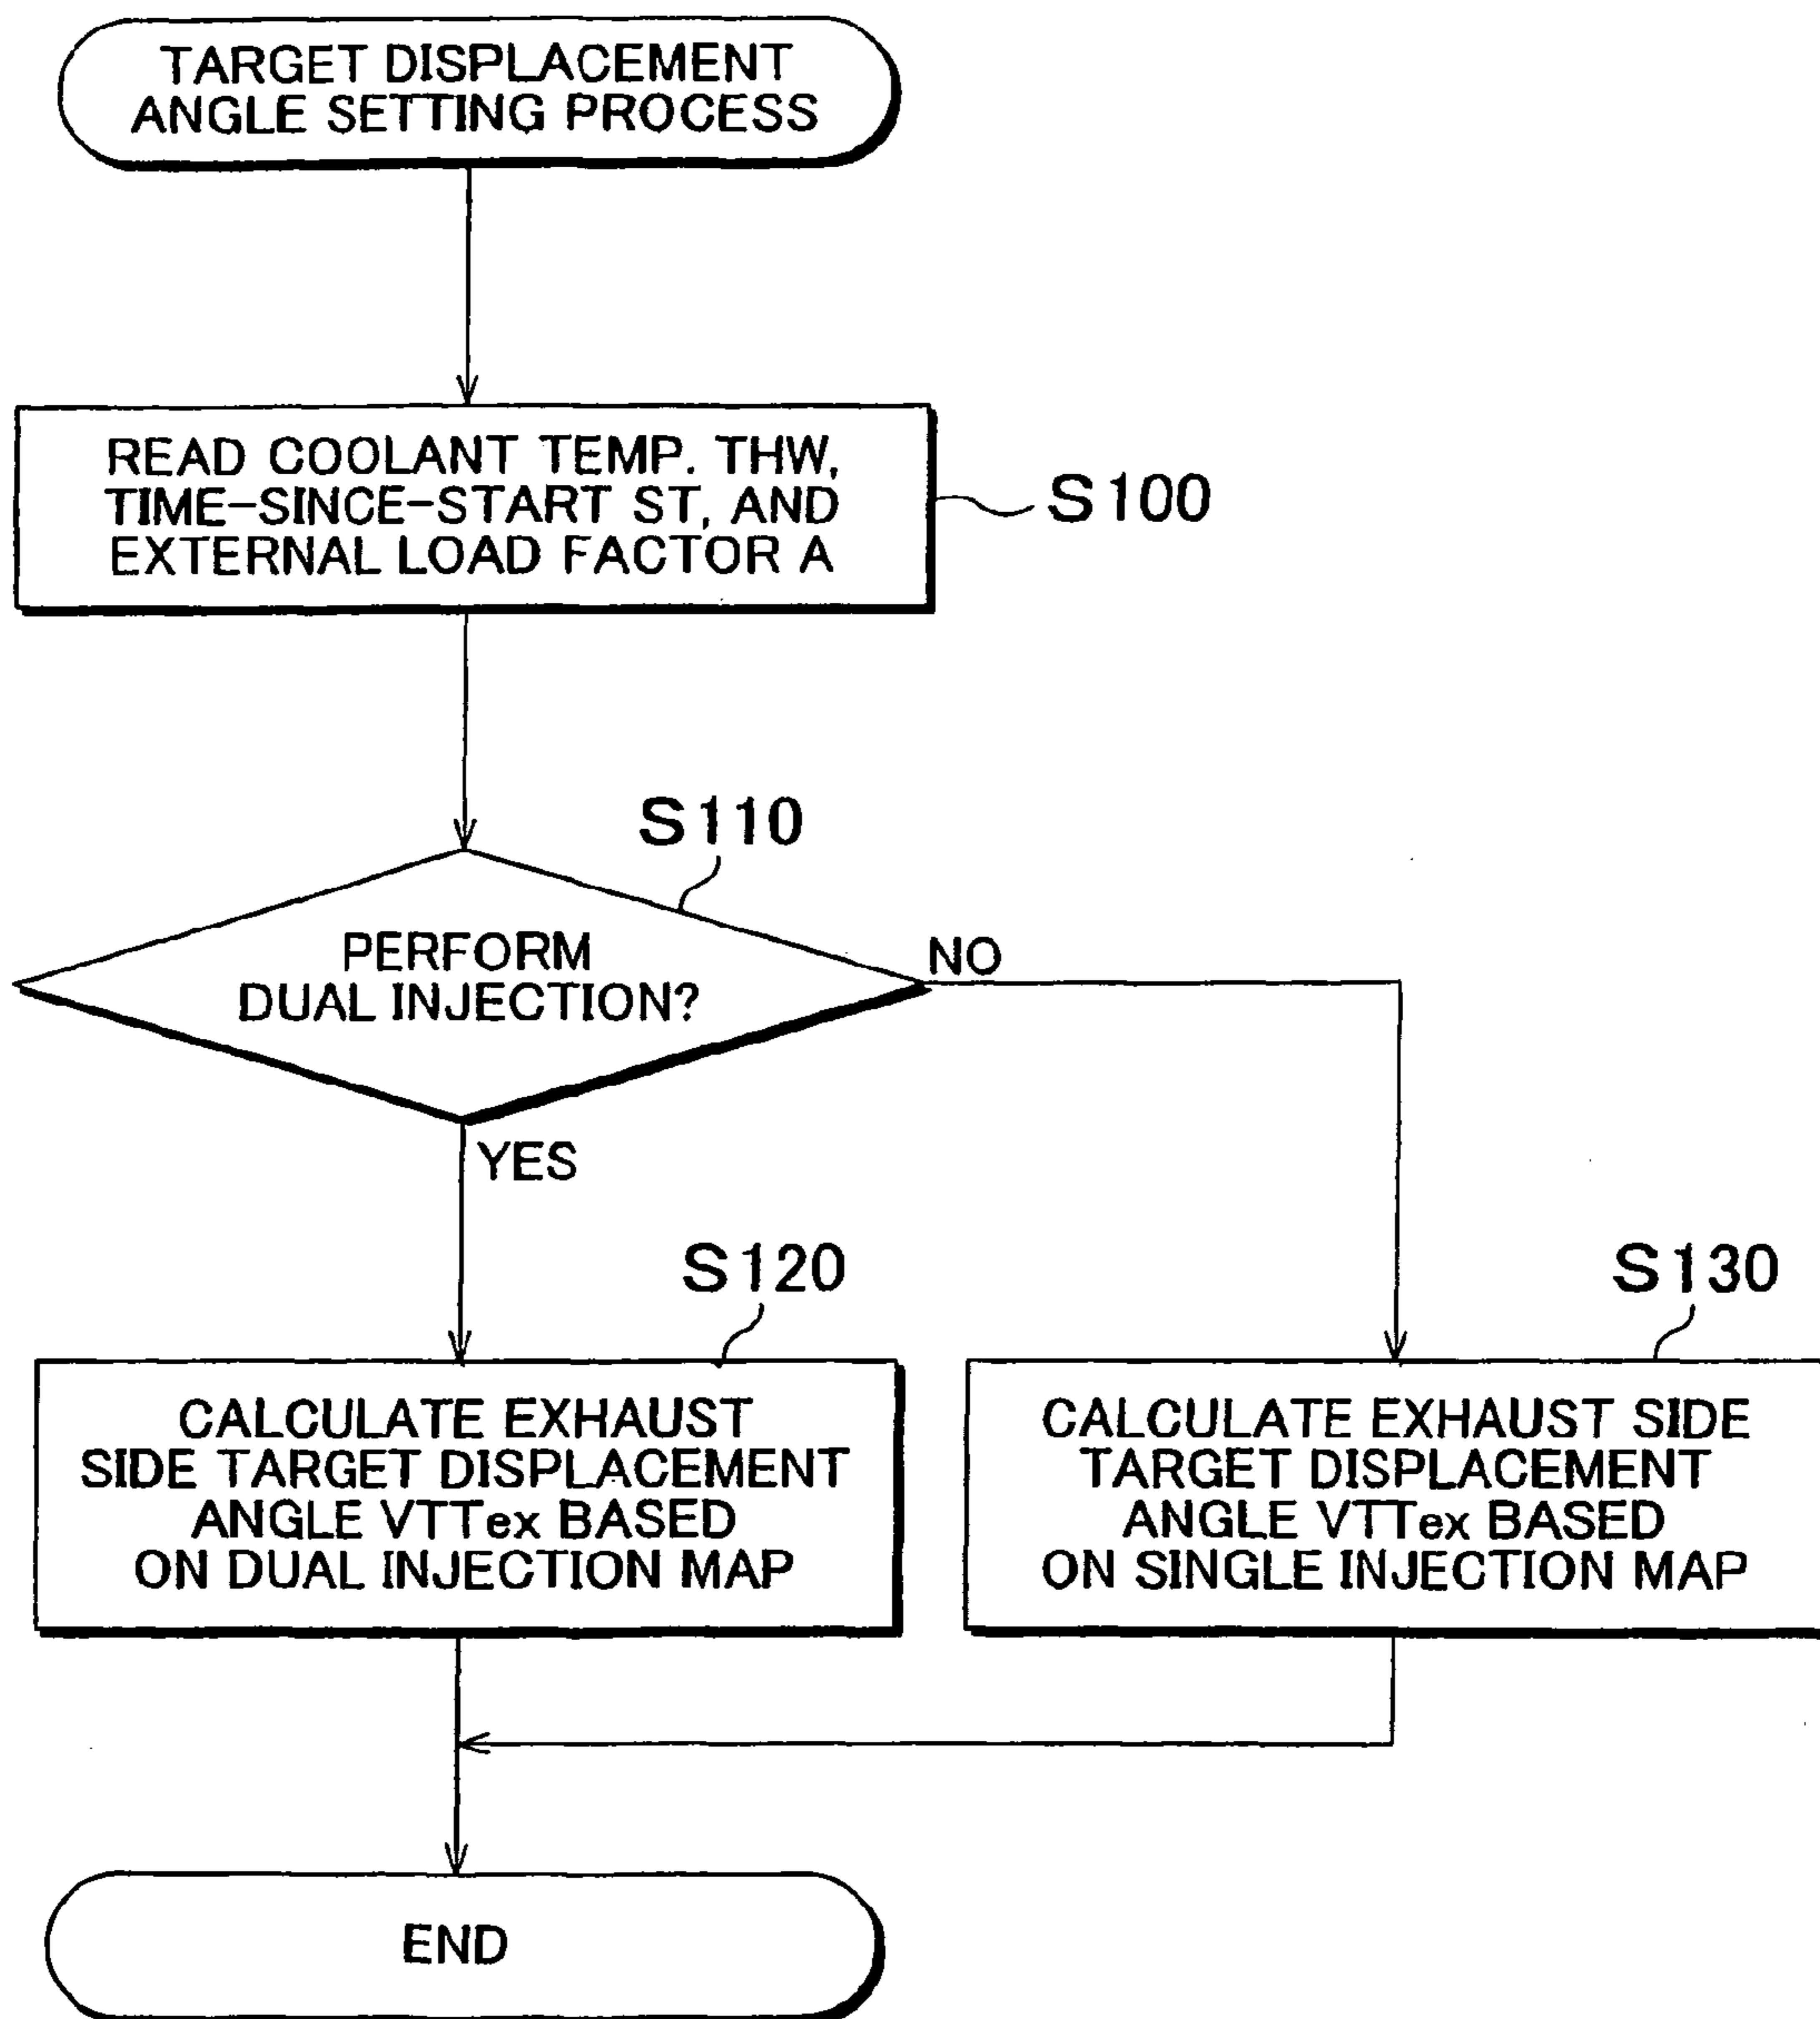 TARGET DISPLACEMENT
ANGLE SETTING PROCESS
READ COOLANT TEMP. THW,
TIME-SINCE-START ST, AND
EXTERNAL LOAD FACTOR A
S100
S110
PERFORM
DUAL INJECTION?
NO
YES
S120
CALCULATE EXHAUST
SIDE TARGET DISPLACEMENT
ANGLE VTTex BASED
ON DUAL INJECTION MAP
S130
CALCULATE EXHAUST SIDE
TARGET DISPLACEMENT
ANGLE VTTex BASED
ON SINGLE INJECTION MAP
END